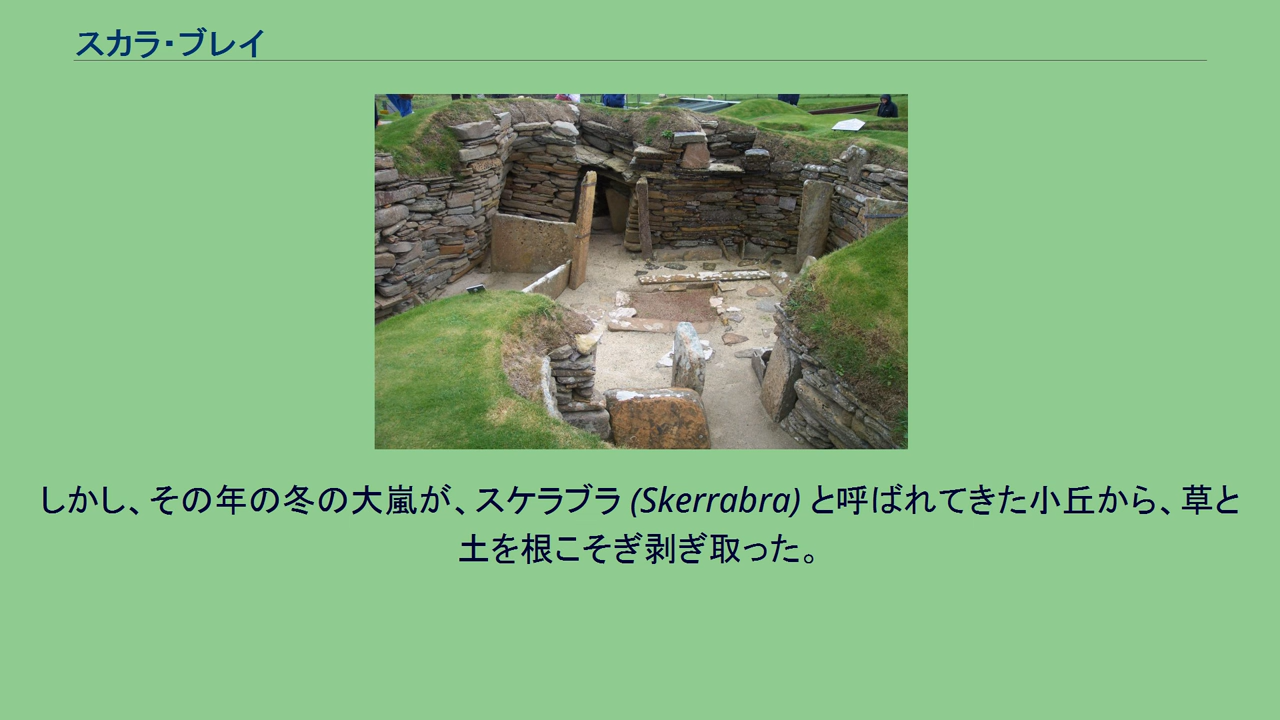 スカラ・ブレイ
しかし、その年の冬の大嵐が、スケラブラ (Skerrabra) と呼ばれてきた小丘から、草と
土を根こそぎ剥ぎ取った。